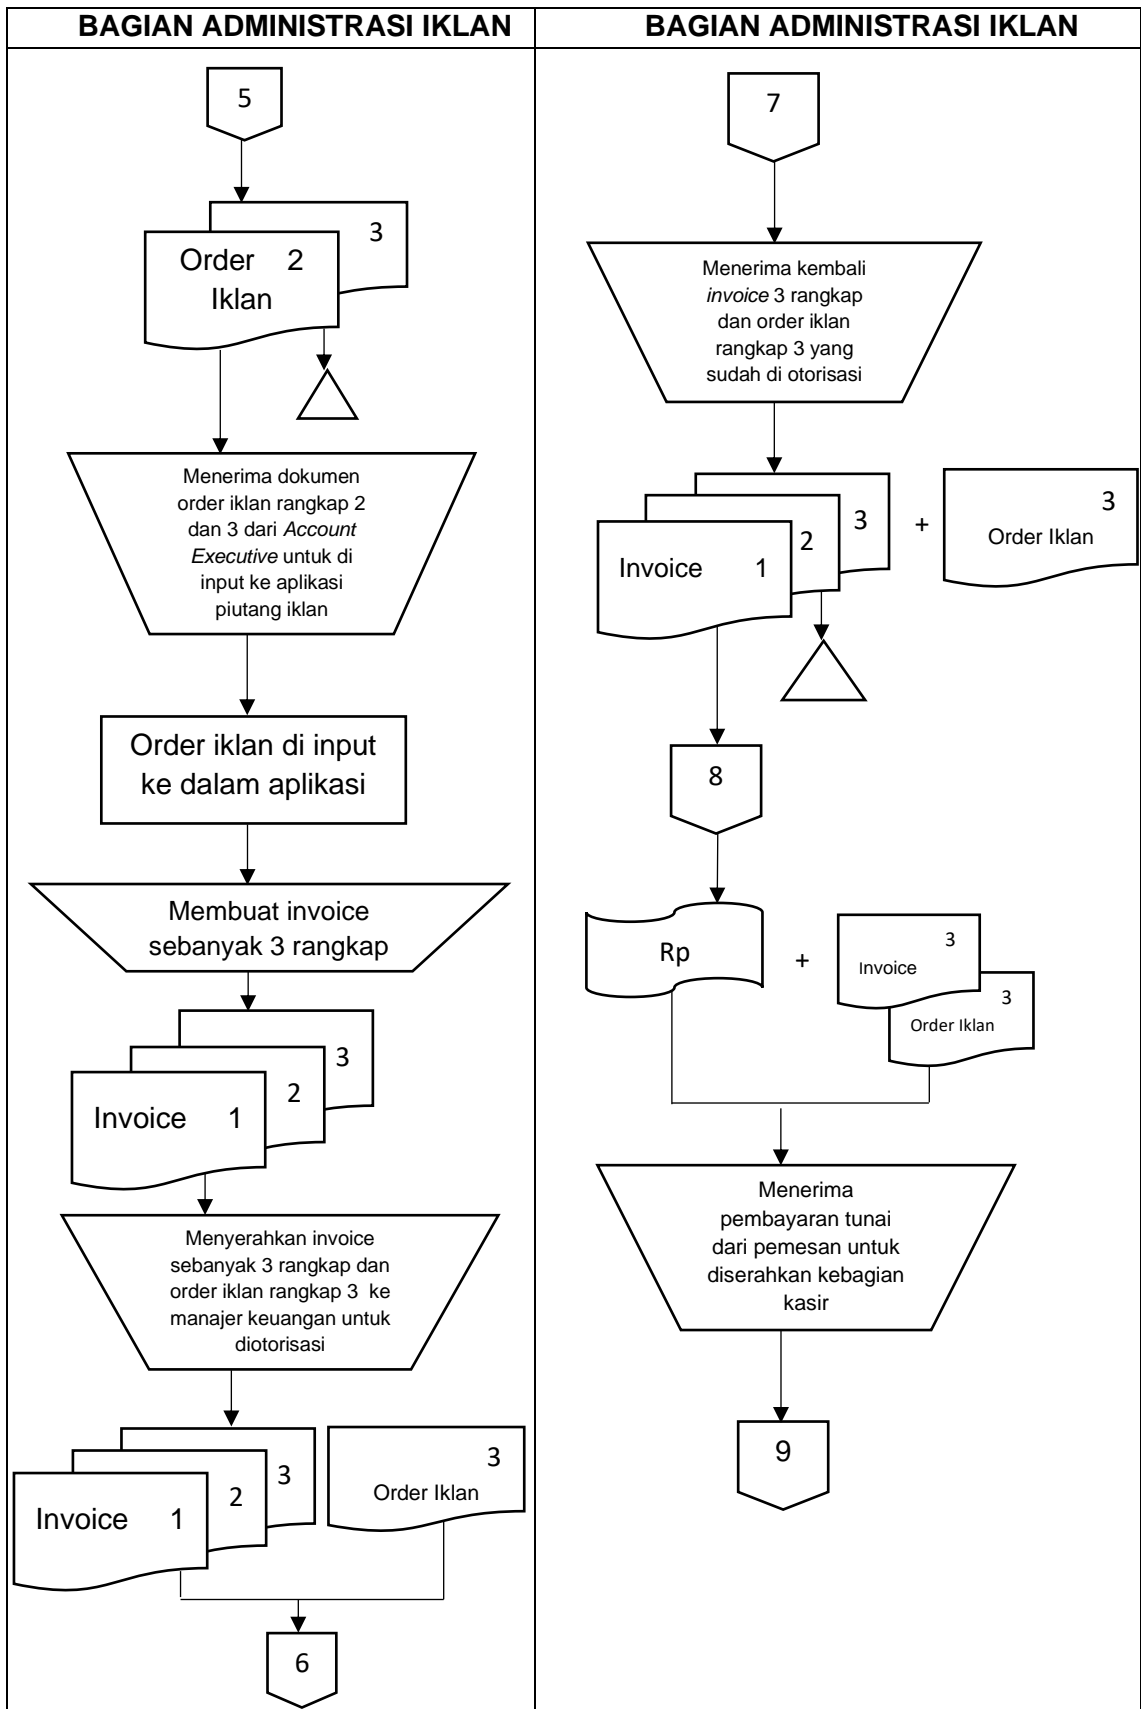 BAGIAN ADMINISTRASI IKLAN
5
3
Order 2
Iklan
Menerima dokumen
order iklan rangkap 2
dan 3 dari Account
Executive untuk di
input ke aplikasi
piutang iklan
Order iklan di input
ke dalam aplikasi
Membuat invoice
sebanyak 3 rangkap
3
2
Invoice 1
Menyerahkan invoice
sebanyak 3 rangkap dan
order iklan rangkap 3 ke
manajer keuangan untuk
diotorisasi
3
2
Invoice 1
3
Order Iklan
6
BAGIAN ADMINISTRASI IKLAN
7
Menerima kembali
invoice 3 rangkap
dan order iklan
rangkap 3 yang
sudah di otorisasi
3
2
Invoice 1
+
3
Order Iklan
8
Rp
+
3
Invoice
3
Order Iklan
Menerima
pembayaran tunai
dari pemesan untuk
diserahkan kebagian
kasir
9